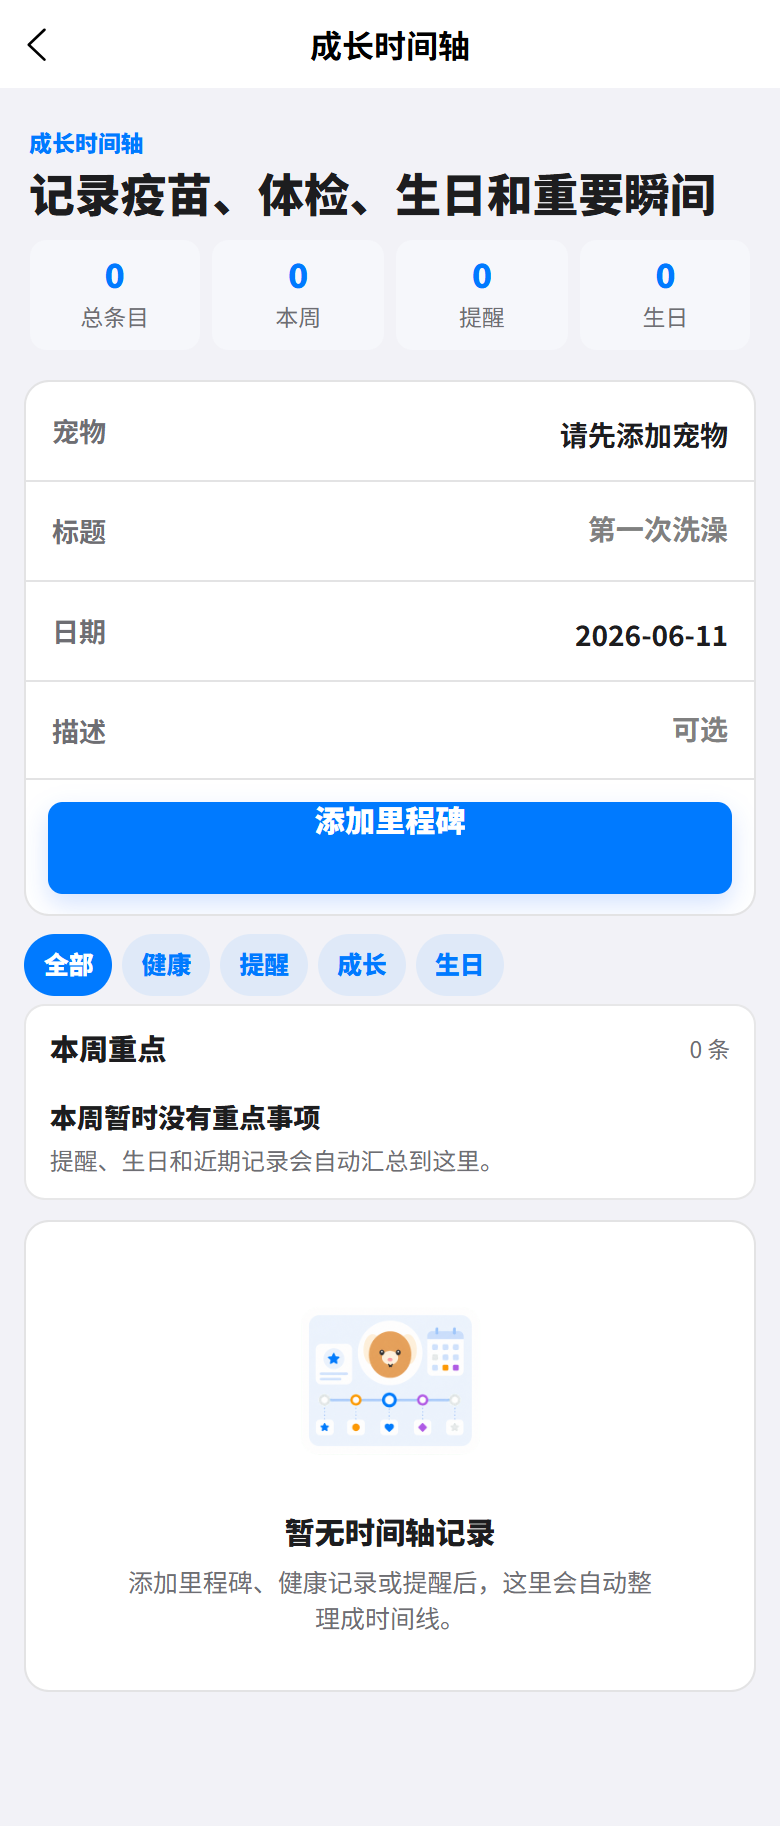 成长时间轴
成长时间轴
记录疫苗、体检、生日和重要瞬间
0 0 0 0
总条目 本周 提醒 生日
宠物 请先添加宠物
标题 第一次洗澡
日期 2026-06-11
描述 可选
添加里程碑
全部 健康 提醒 成长 生日
本周重点 0 条
本周暂时没有重点事项
提醒、生日和近期记录会自动汇总到这里。
暂无时间轴记录
添加里程碑、健康记录或提醒后，这里会自动整
理成时间线。